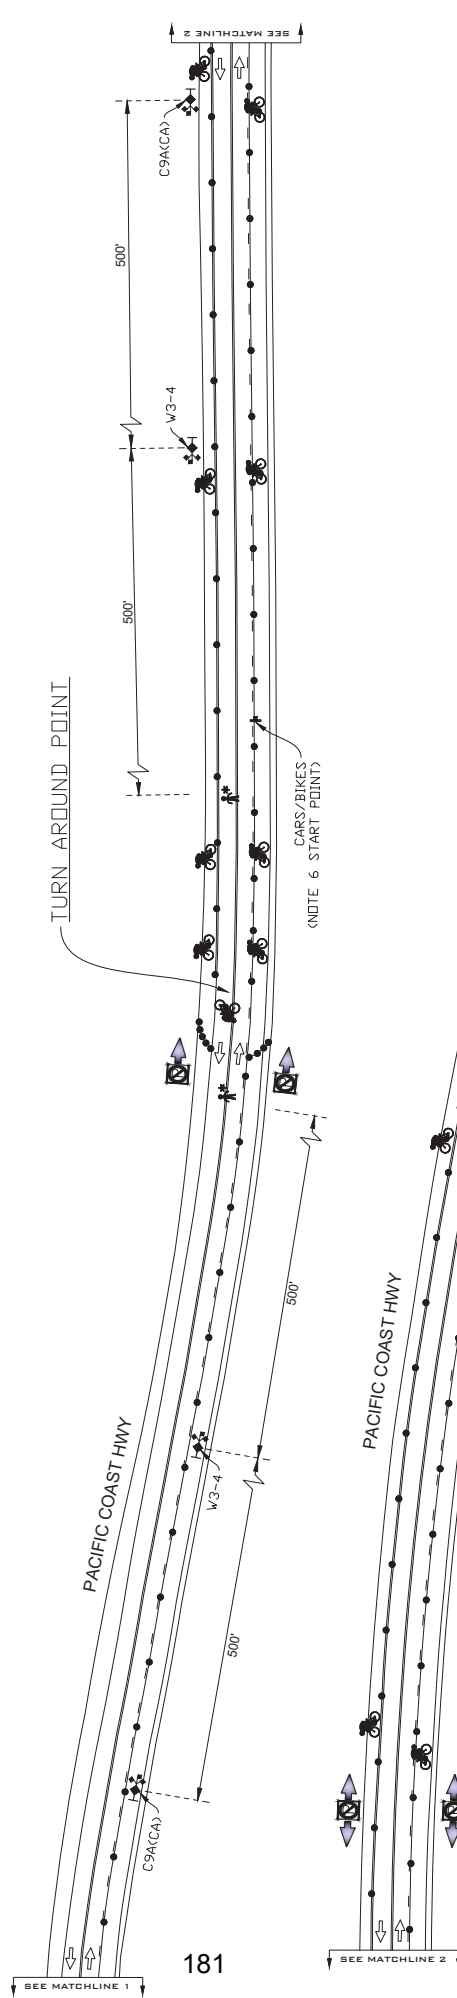 SEE MATCHLINE 2
C9A(CA)
500'
W3-4
500'
TURN AROUND POINT
CARS/BIKES
(NOTE 6 START POINT)
500'
PACIFIC COAST HWY
W3-4
500'
C9A(CA)
SEE MATCHLINE 1
181
PACIFIC COAST HWY
SEE MATCHLINE 2